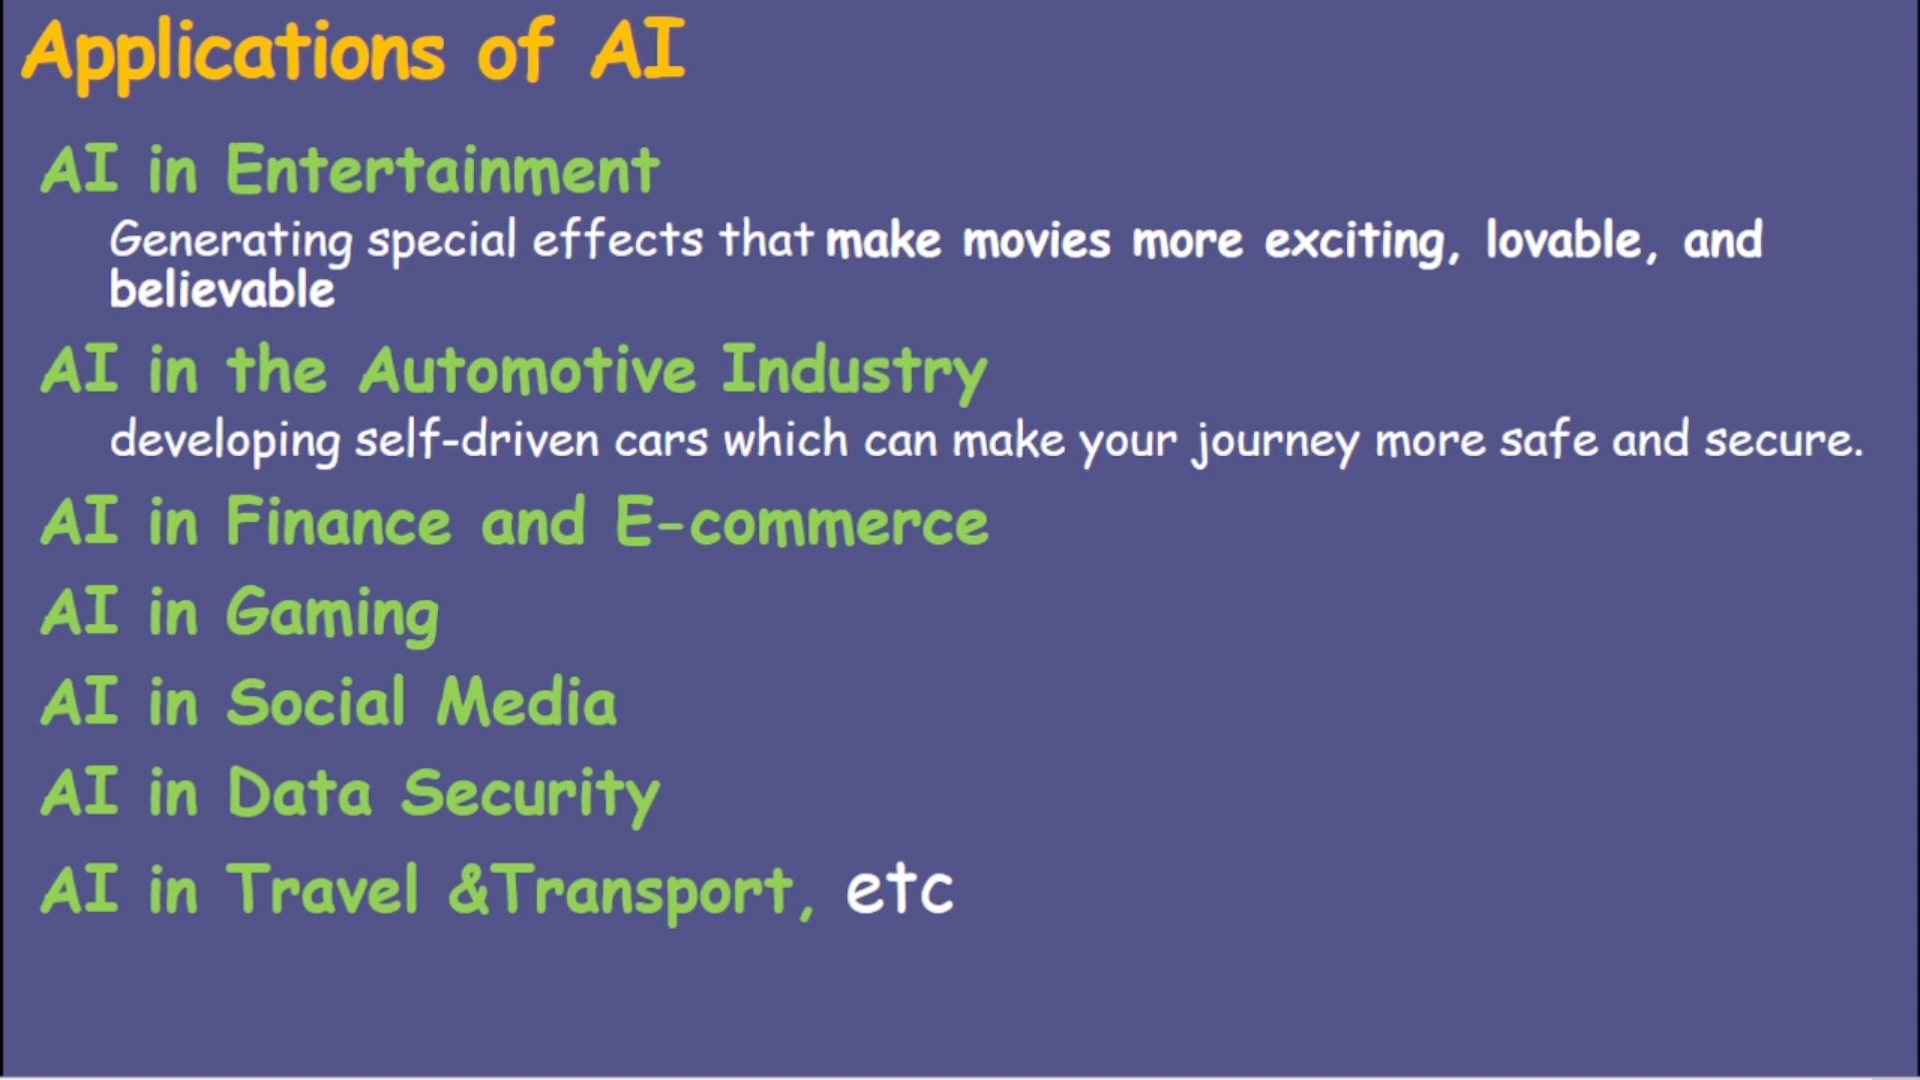 Applications of AI
AI in Entertainment
Generating special effects that make movies more exciting, lovable, and
believable
AI in the Automotive Industry
developing self-driven cars which can make your journey more safe and secure.
AI in Finance and E-commerce
AI in Gaming
AI in Social Media
AI in Data Security
AI in Travel &Transport, etc